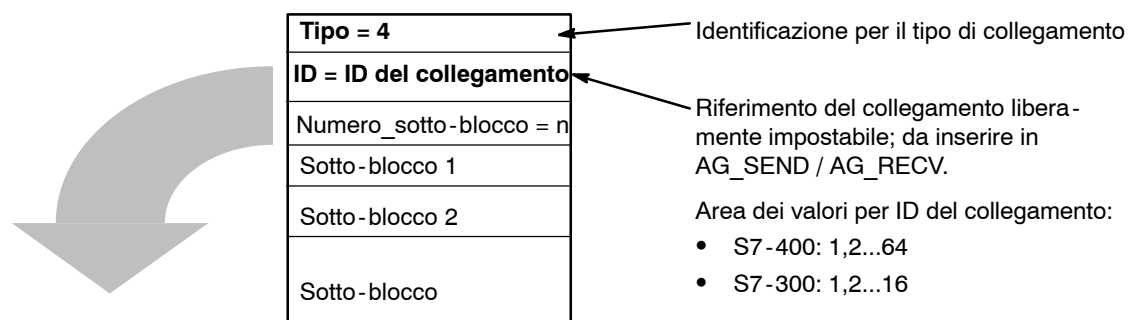 Tipo = 4
ID = ID del collegamento
Numero_sotto-blocco = n
Sotto-blocco 1
Sotto-blocco 2
Sotto-blocco
Identificazione per il tipo di collegamento
Riferimento del collegamento libera-
mente impostabile; da inserire in
AG_SEND / AG_RECV.
Area dei valori per ID del collegamento:
• S7-400: 1,2...64
• S7-300: 1,2...16